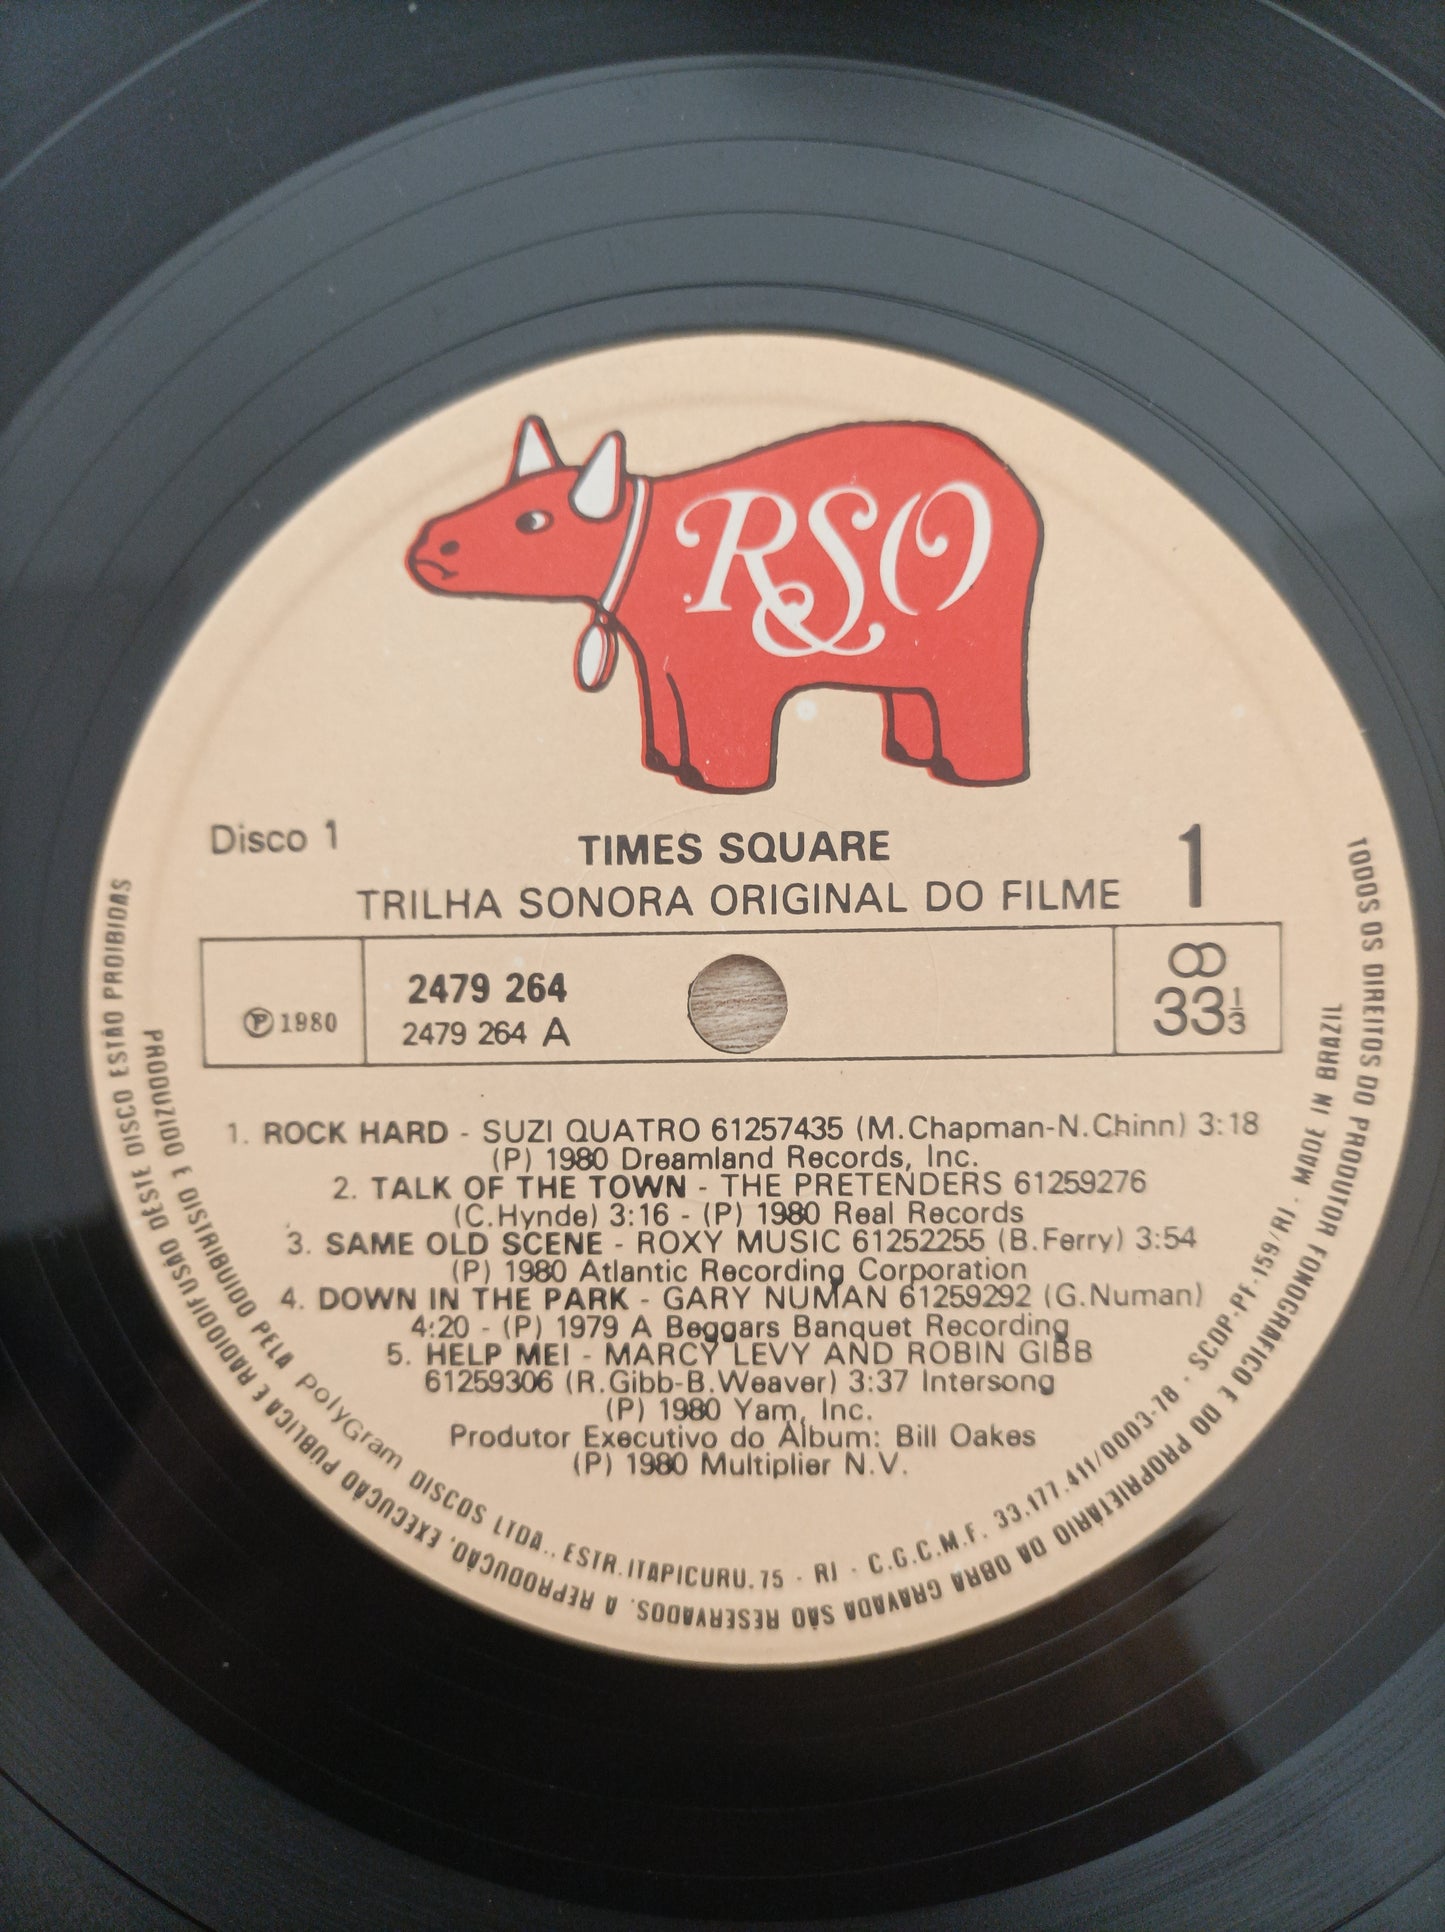 RSO
Disco 1
TIMES SQUARE
1
TRILHA SONORA ORIGINAL DO FILME
2479 264
2479 264 A
℗ 1980
33 1/3
1. ROCK HARD - SUZI QUATRO 61257435 (M.Chapman-N.Chinn) 3:18
(P) 1980 Dreamland Records, Inc.
2. TALK OF THE TOWN - THE PRETENDERS 61259276
(C.Hynde) 3:16 - (P) 1980 Real Records
3. SAME OLD SCENE - ROXY MUSIC 61252255 (B.Ferry) 3:54
(P) 1980 Atlantic Recording Corporation
4. DOWN IN THE PARK - GARY NUMAN 61259292 (G.Numan)
4:20 - (P) 1979 A Beggars Banquet Recording
5. HELP ME! - MARCY LEVY AND ROBIN GIBB
61259306 (R.Gibb-B.Weaver) 3:37 Intersong
(P) 1980 Yam, Inc.
Produtor Executivo do Álbum: Bill Oakes
(P) 1980 Multiplier N.V.
PRODUZIDO E DISTRIBUIDO PELA PolyGram DISCOS LTDA., ESTR.ITAPICURU,75 · RJ · C.G.C.M.F. 33.177.411/0003-78 · SCDP-PF-159/RJ · MADE IN BRAZIL
TODOS OS DIREITOS DO PRODUTOR FONOGRAFICO E DO PROPRIETÁRIO DA OBRA GRAVADA SÃO RESERVADOS. A REPRODUÇÃO, EXECUÇÃO PUBLICA E RADIODIFUSÃO DESTE DISCO ESTÃO PROIBIDAS